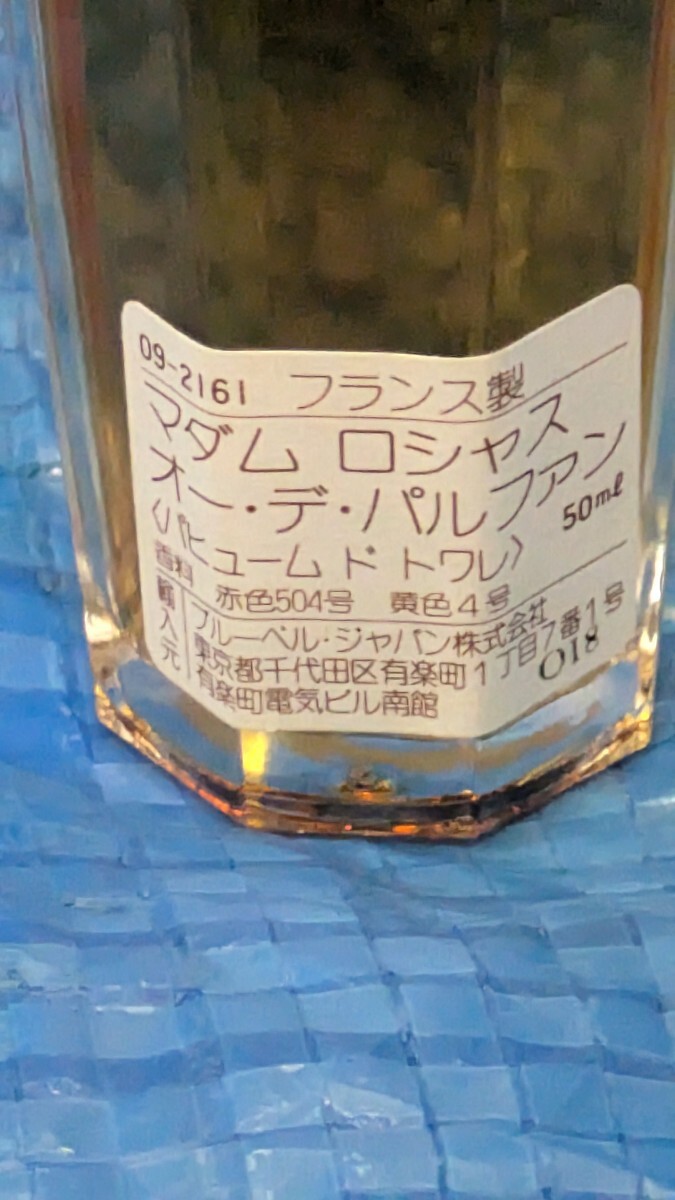 09-2161 フランス製
マダム ロシャス
オー・デ・パルファン
〈パヒューム ド トワレ〉 50ml
香料 赤色504号 黄色4号
輸入元 ブルーベル・ジャパン株式会社
東京都千代田区有楽町1丁目7番1号
有楽町電気ビル南館 O18